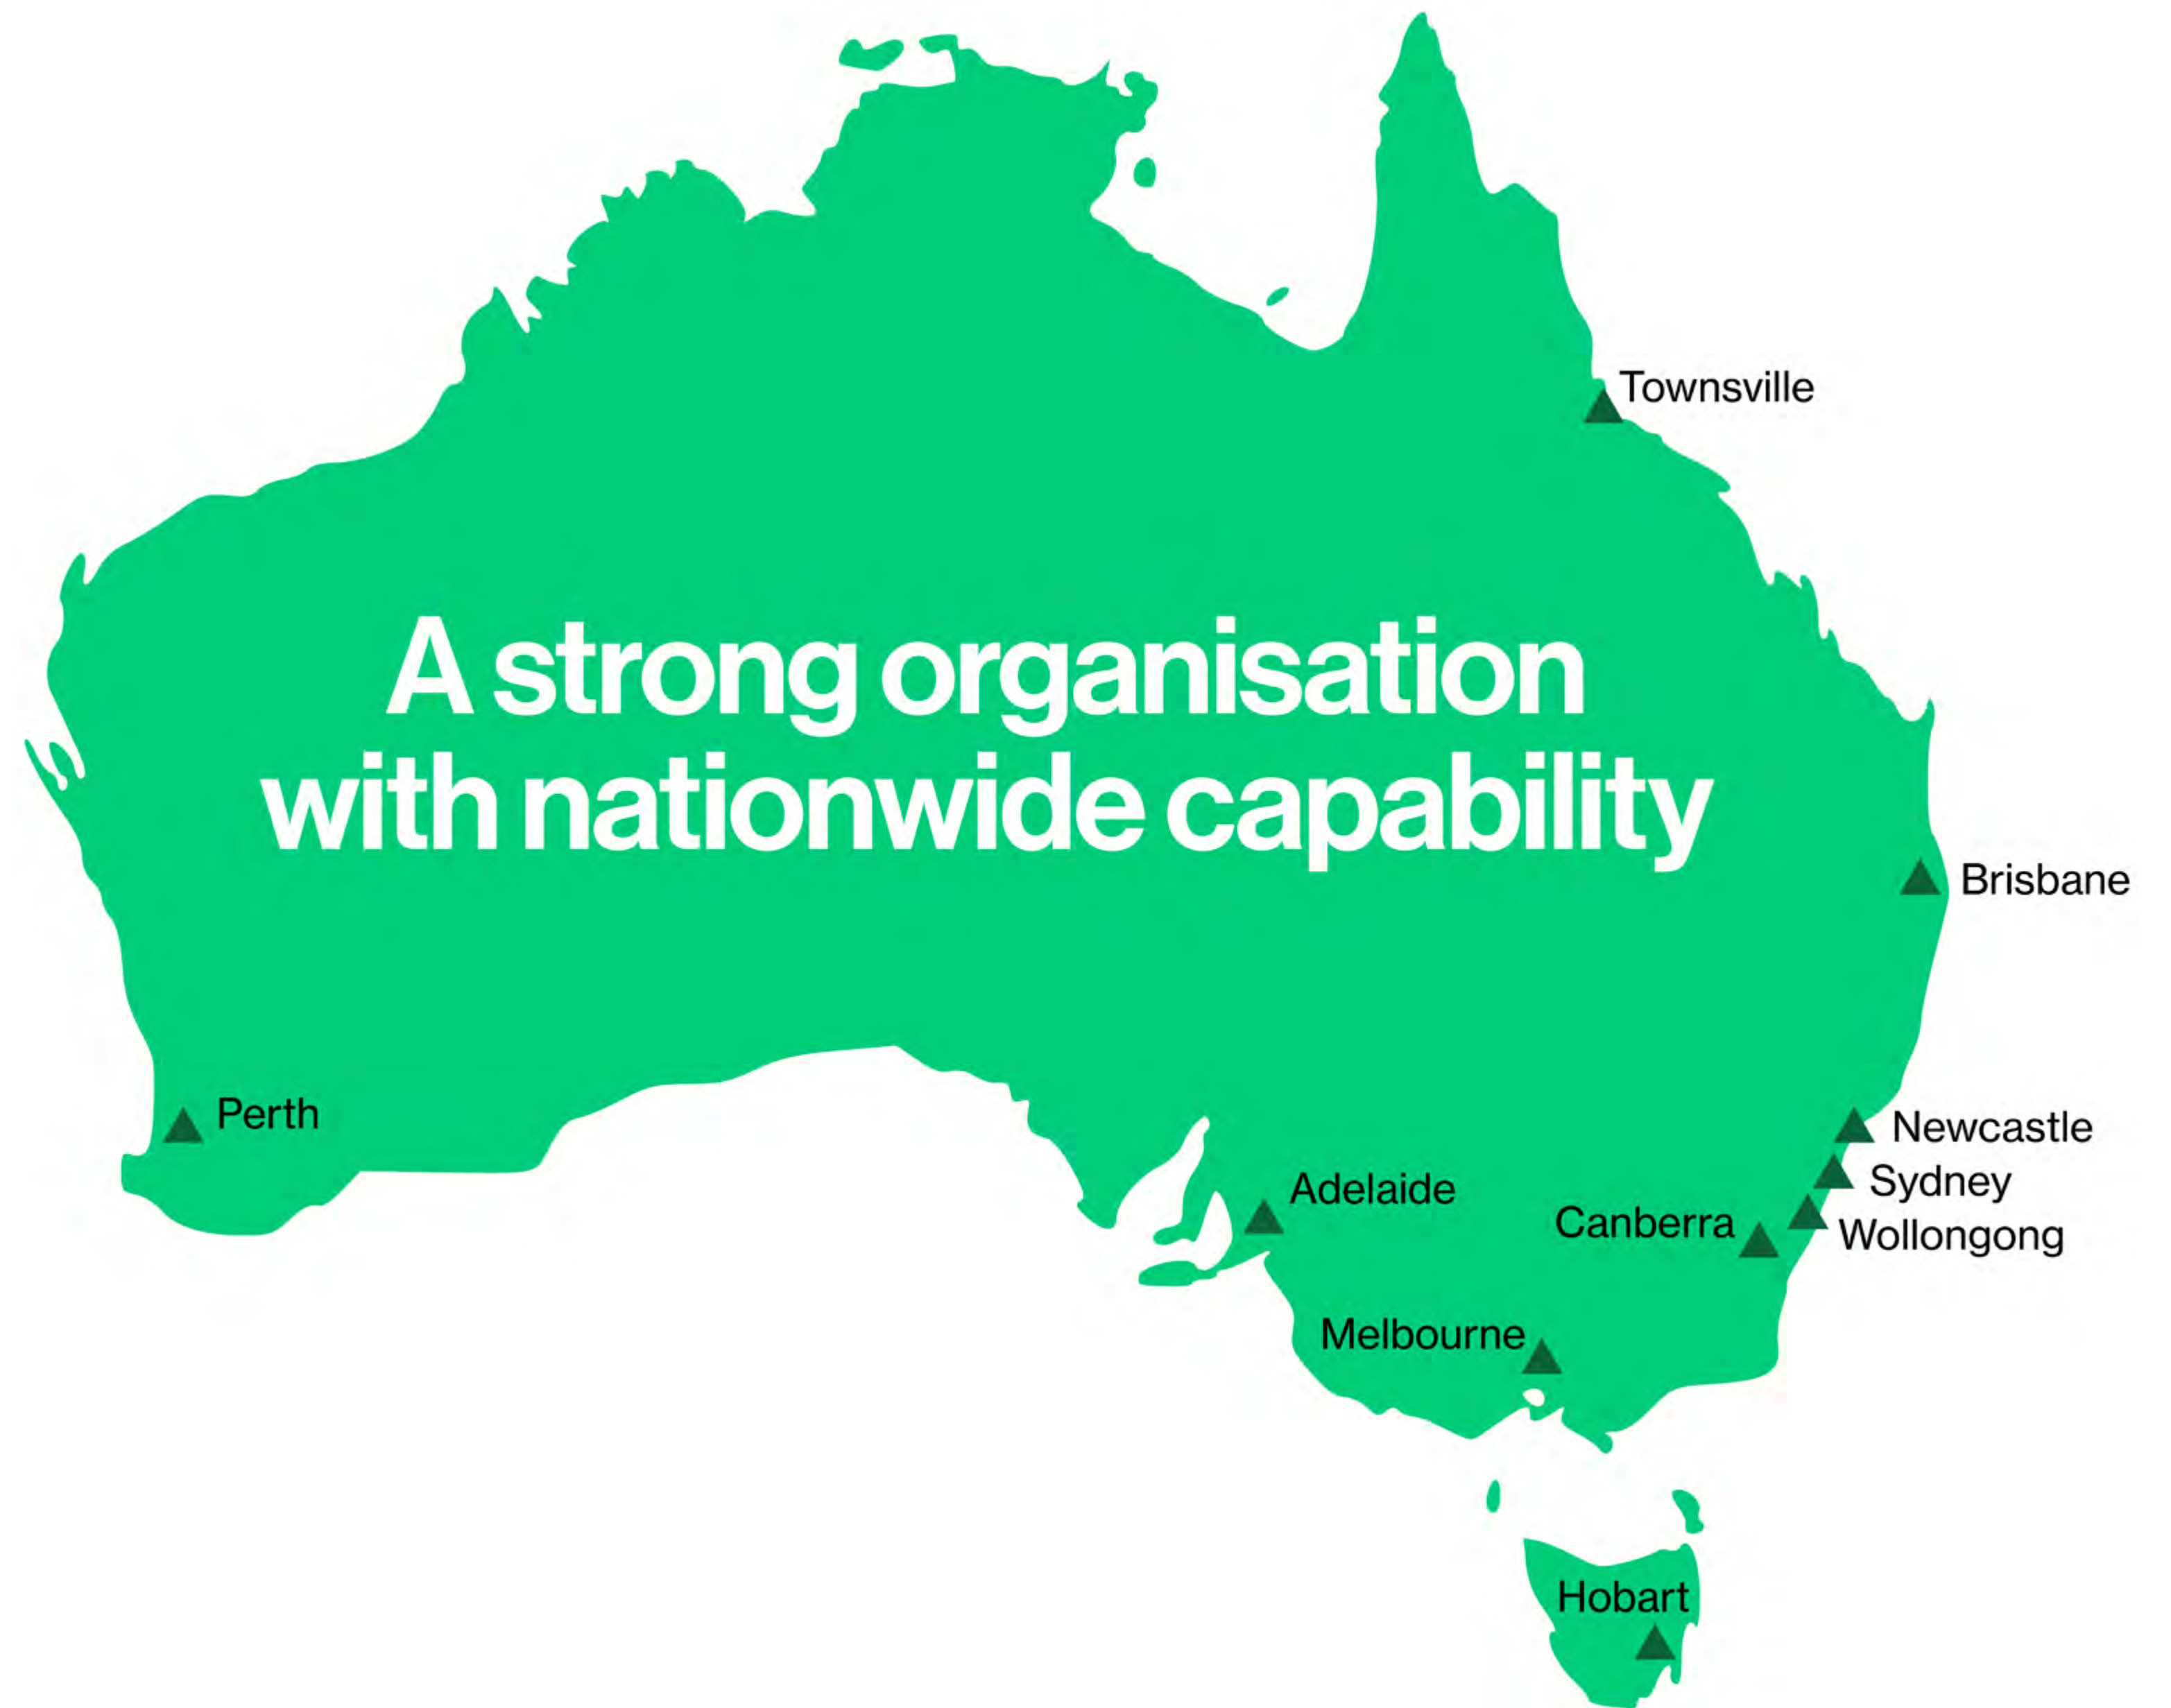 Townsville
A strong organisation
with nationwide capability
Brisbane
Perth
Newcastle
Sydney
Adelaide
Canberra
Wollongong
Melbourne
Hobart